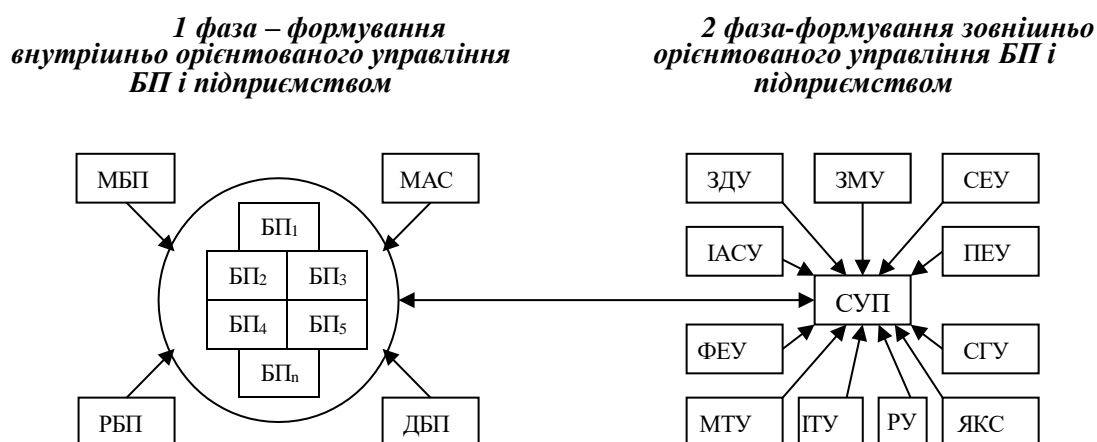 1 фаза – формування
внутрішньо орієнтованого управління
БП і підприємством
2 фаза-формування зовнішньо
орієнтованого управління БП і
підприємством
МБП
МАС
БП₁
БП₂ БП₃
БП₄ БП₅
БПₙ
РБП
ДБП
ЗДУ ЗМУ СЕУ
ІАСУ ПЕУ
СУП
ФЕУ СГУ
МТУ ІТУ РУ ЯКС